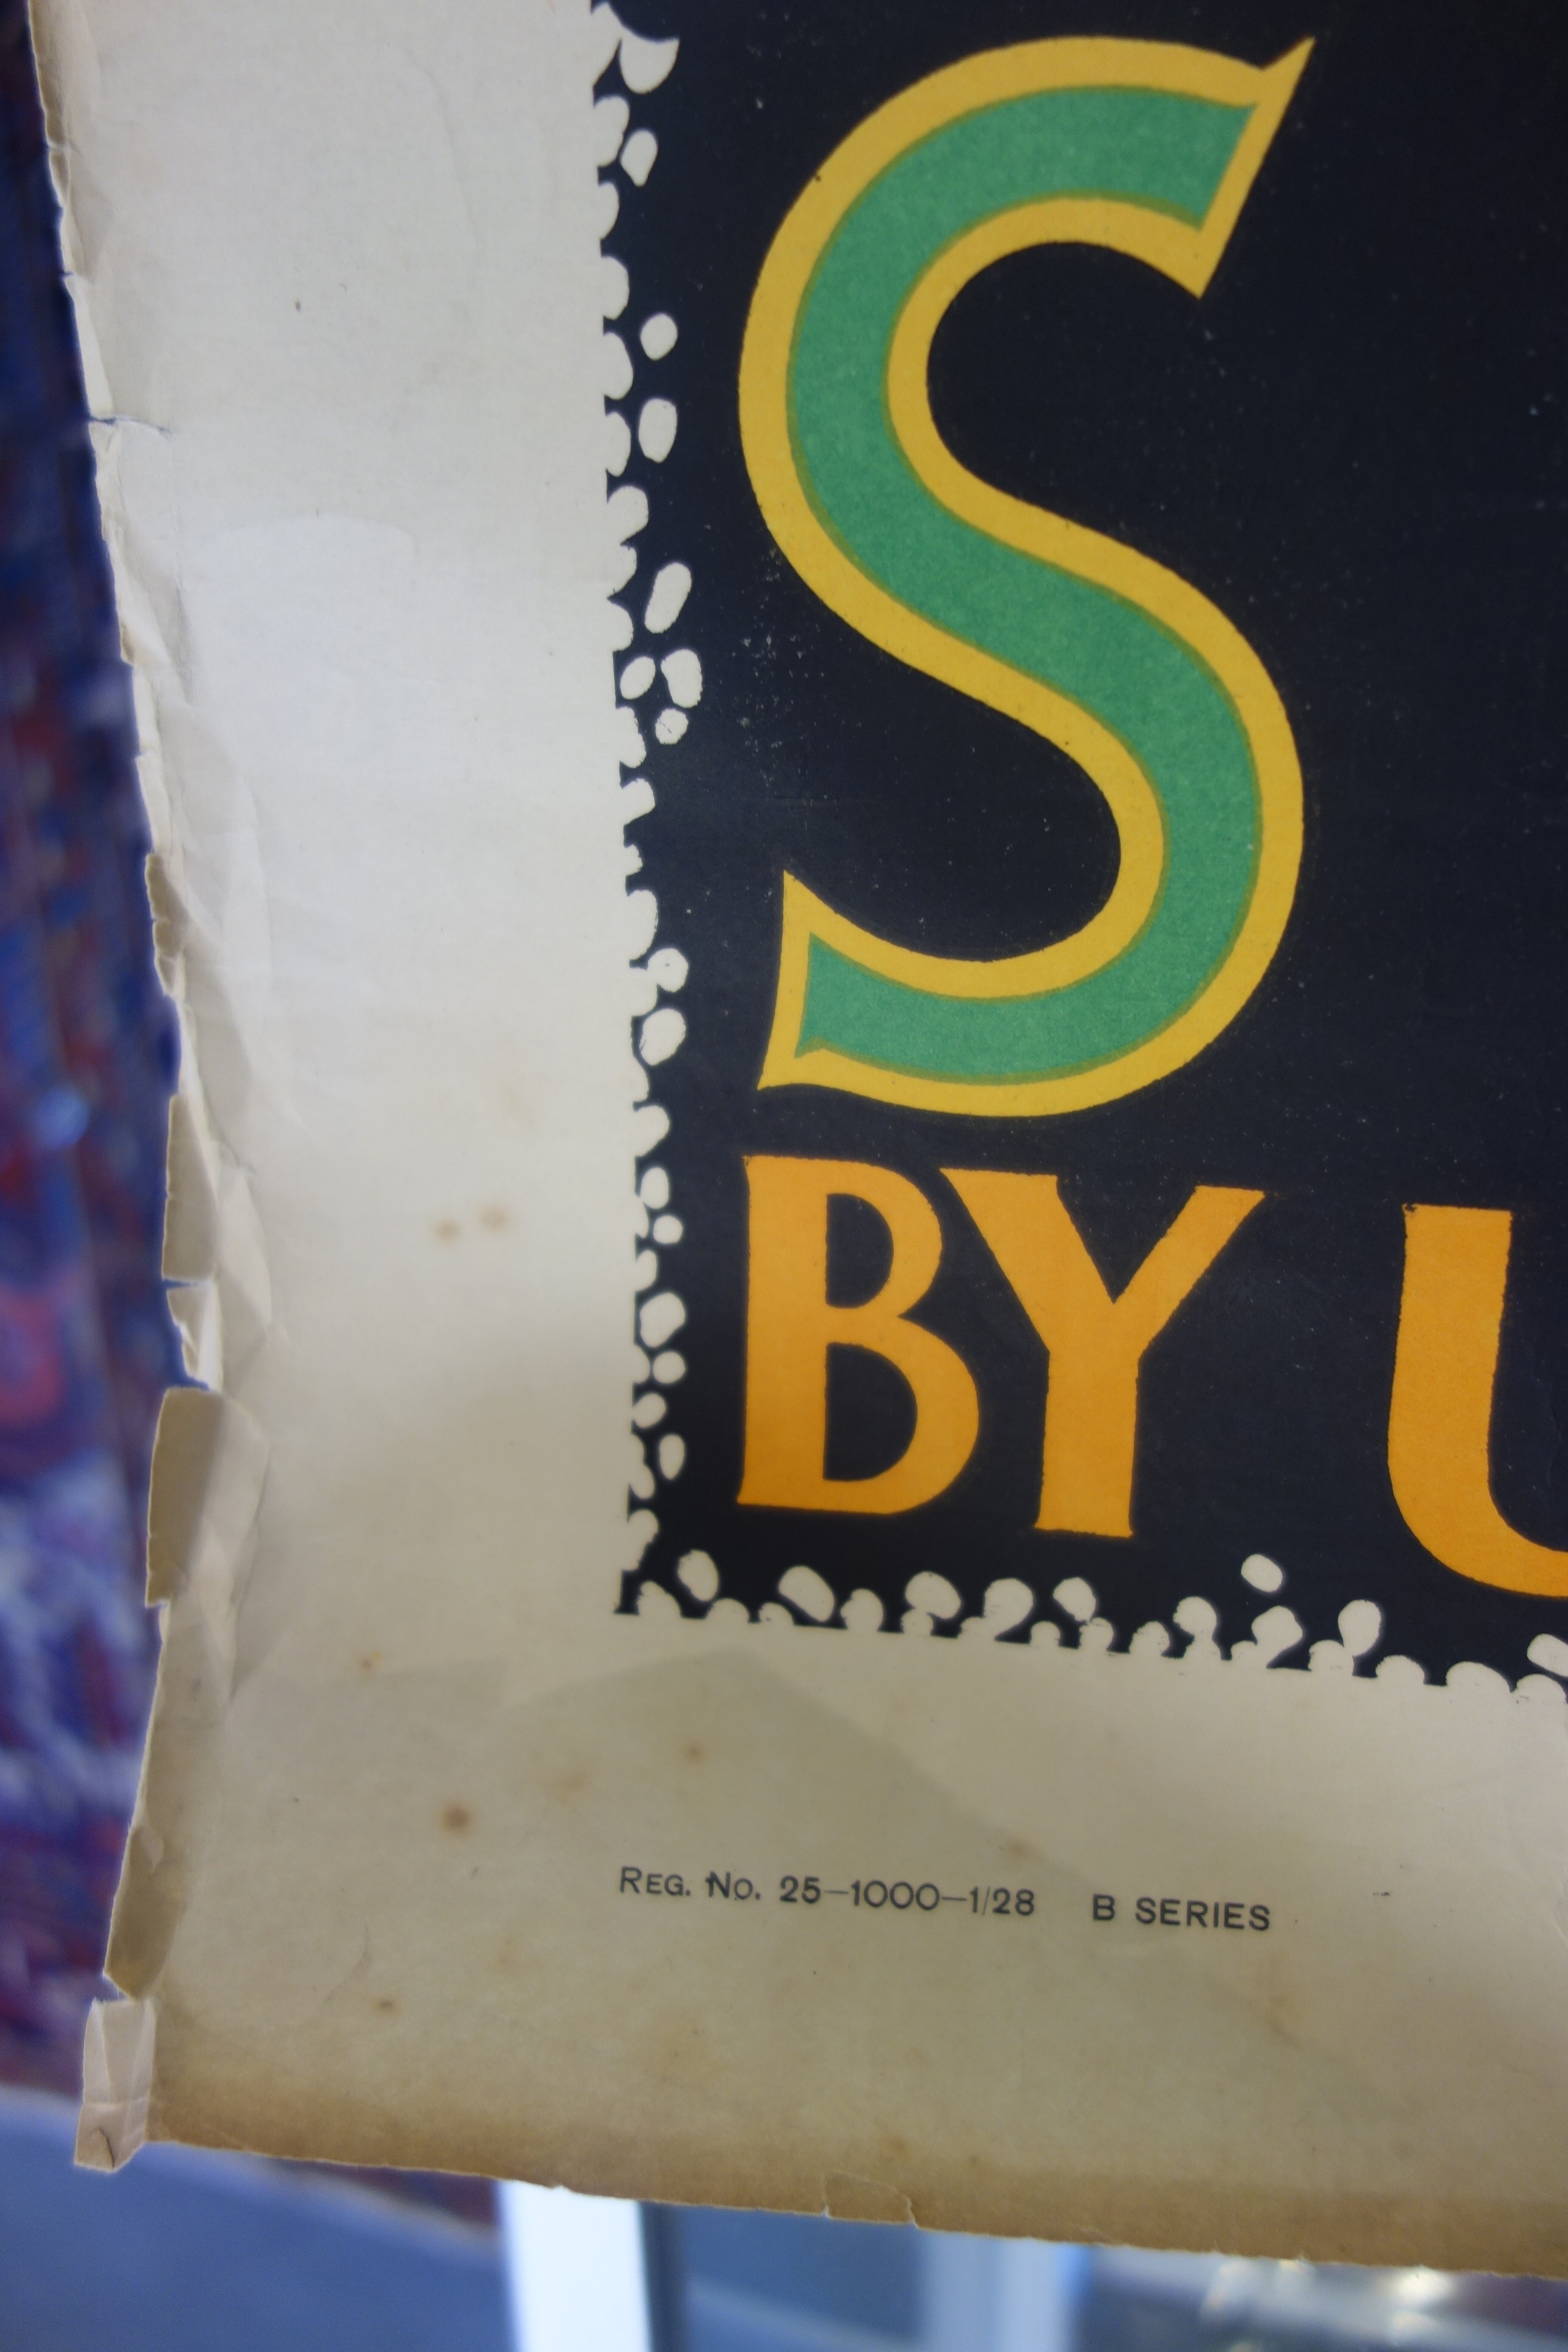 S
BY U
REG. NO. 25-1000-1/28 B SERIES